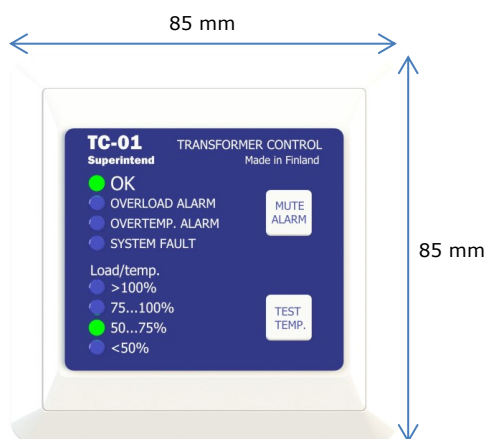 85 mm
TC-01 TRANSFORMER CONTROL
Superintend Made in Finland
OK
OVERLOAD ALARM
OVERTEMP. ALARM
SYSTEM FAULT
MUTE
ALARM
Load/temp.
>100%
75...100%
50...75%
<50%
TEST
TEMP.
85 mm